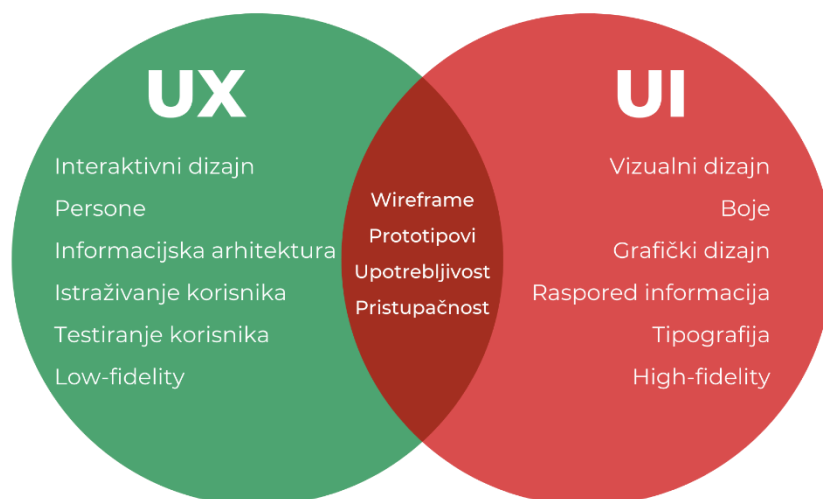 UX
Interaktivni dizajn
Persone
Informacijska arhitektura
Istraživanje korisnika
Testiranje korisnika
Low-fidelity
Wireframe
Prototipovi
Upotrebljivost
Pristupačnost
UI
Vizualni dizajn
Boje
Grafički dizajn
Raspored informacija
Tipografija
High-fidelity